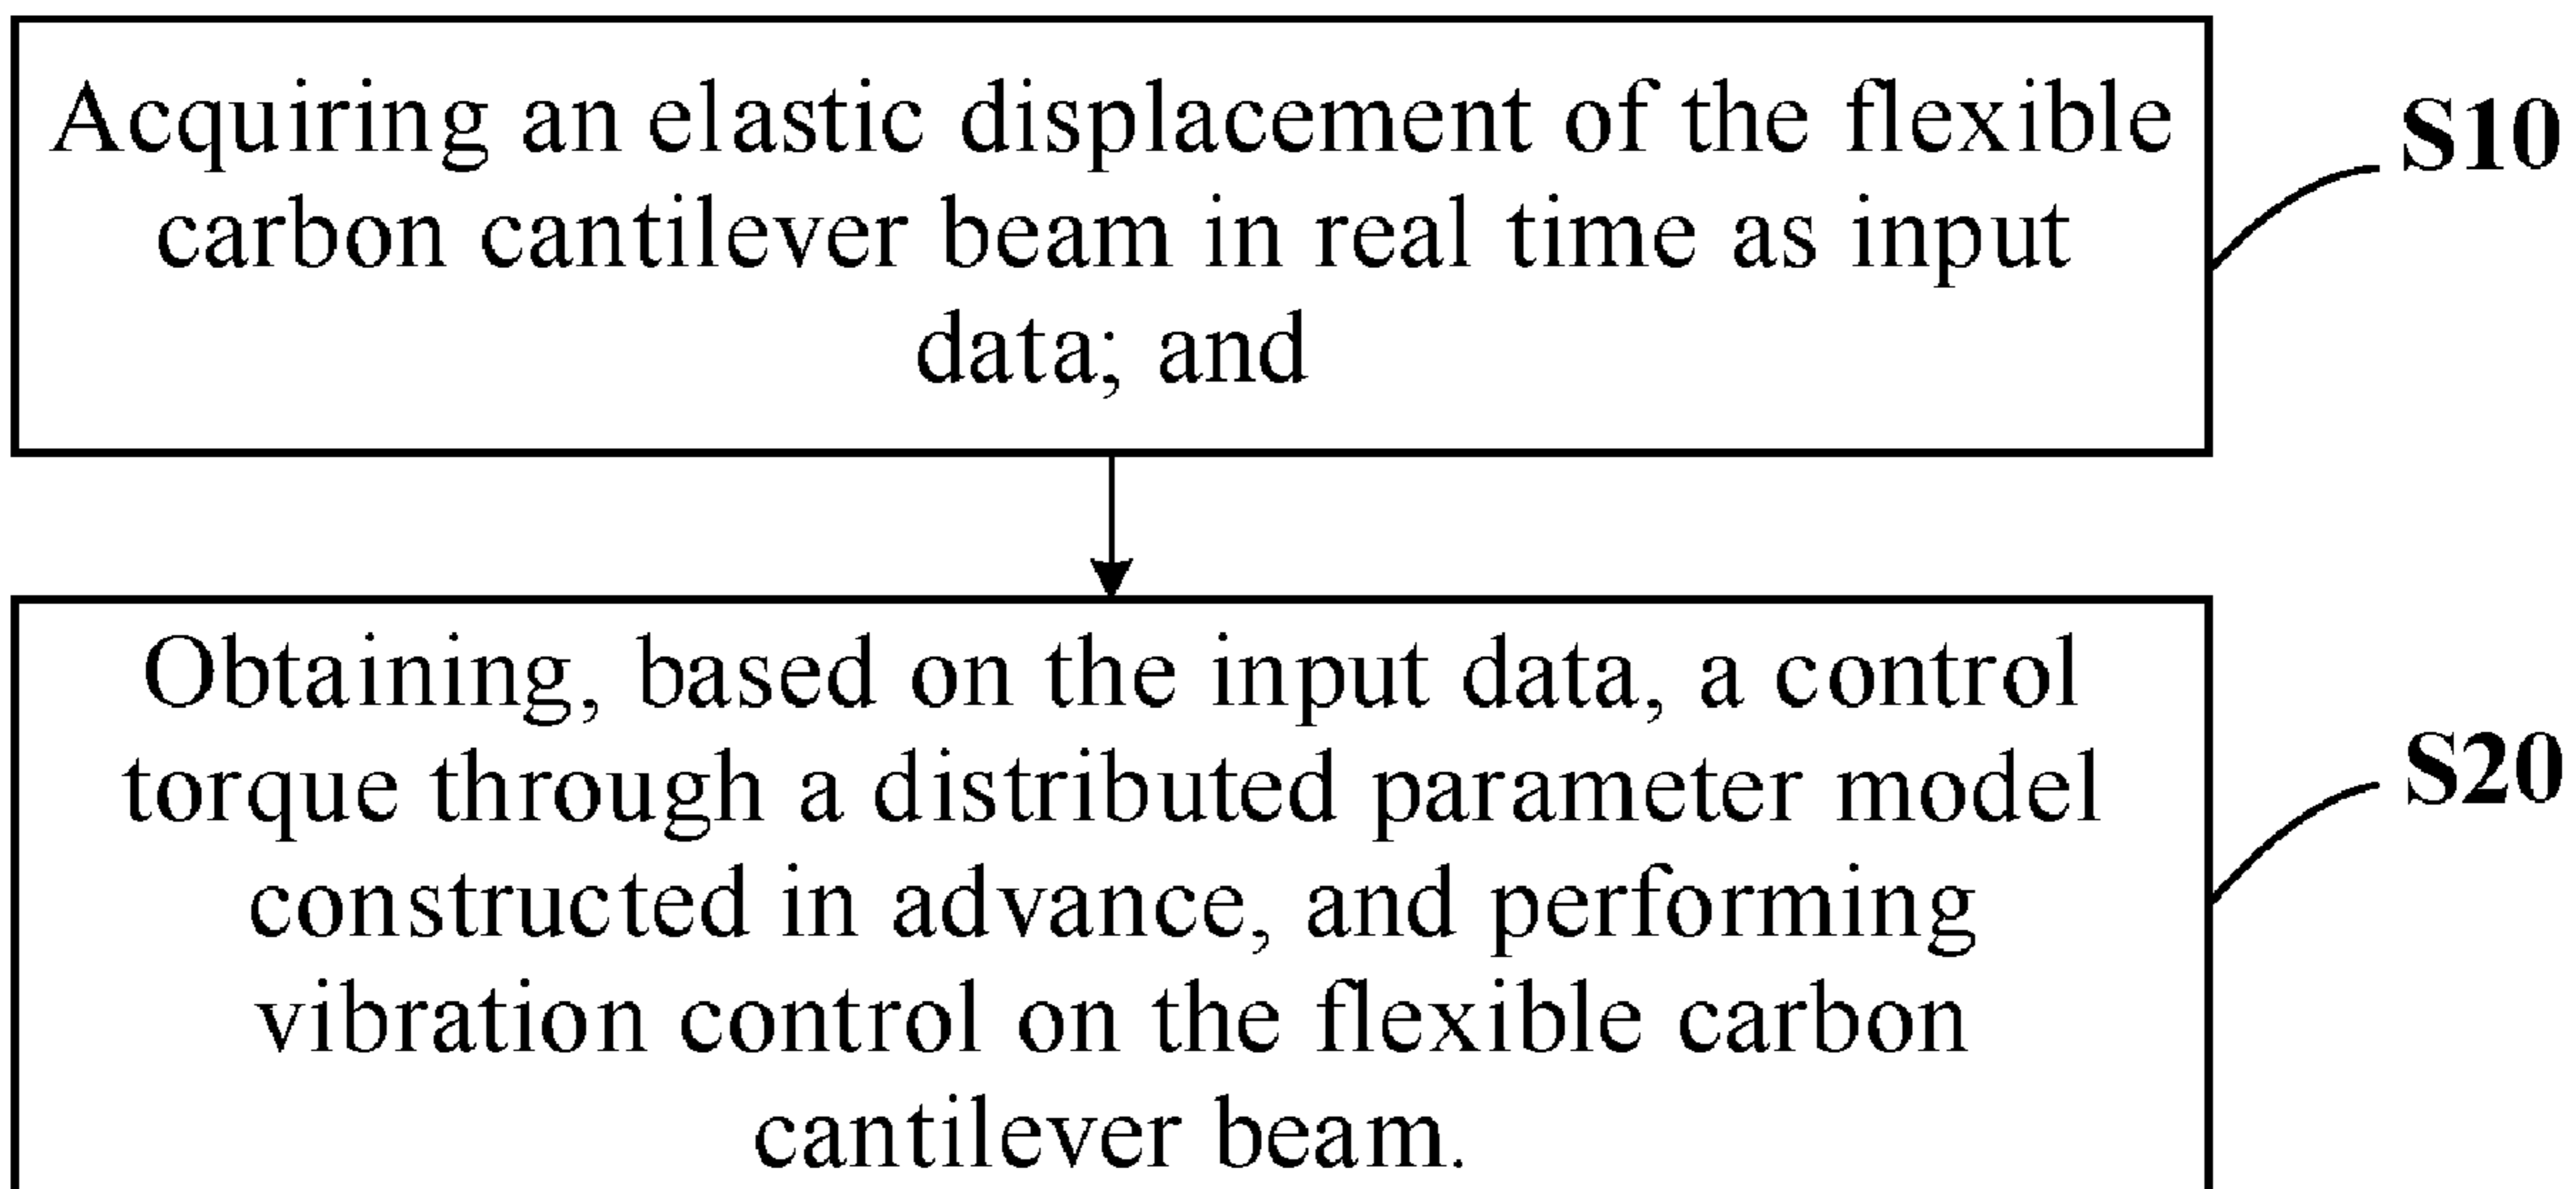 Acquiring an elastic displacement of the flexible
carbon cantilever beam in real time as input
data; and
S10
Obtaining, based on the input data, a control
torque through a distributed parameter model
constructed in advance, and performing
vibration control on the flexible carbon
cantilever beam.
S20